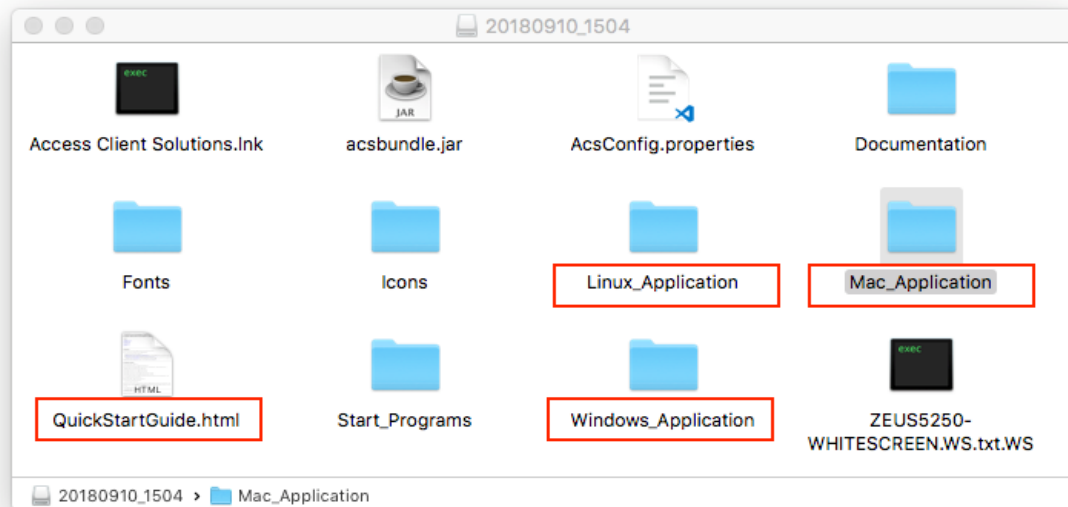 20180910_1504
exec
JAR
Access Client Solutions.lnk
acsbundle.jar
AcsConfig.properties
Documentation
Fonts
Icons
Linux_Application
Mac_Application
HTML
exec
QuickStartGuide.html
Start_Programs
Windows_Application
ZEUS5250-
WHITESCREEN.WS.txt.WS
20180910_1504 › Mac_Application